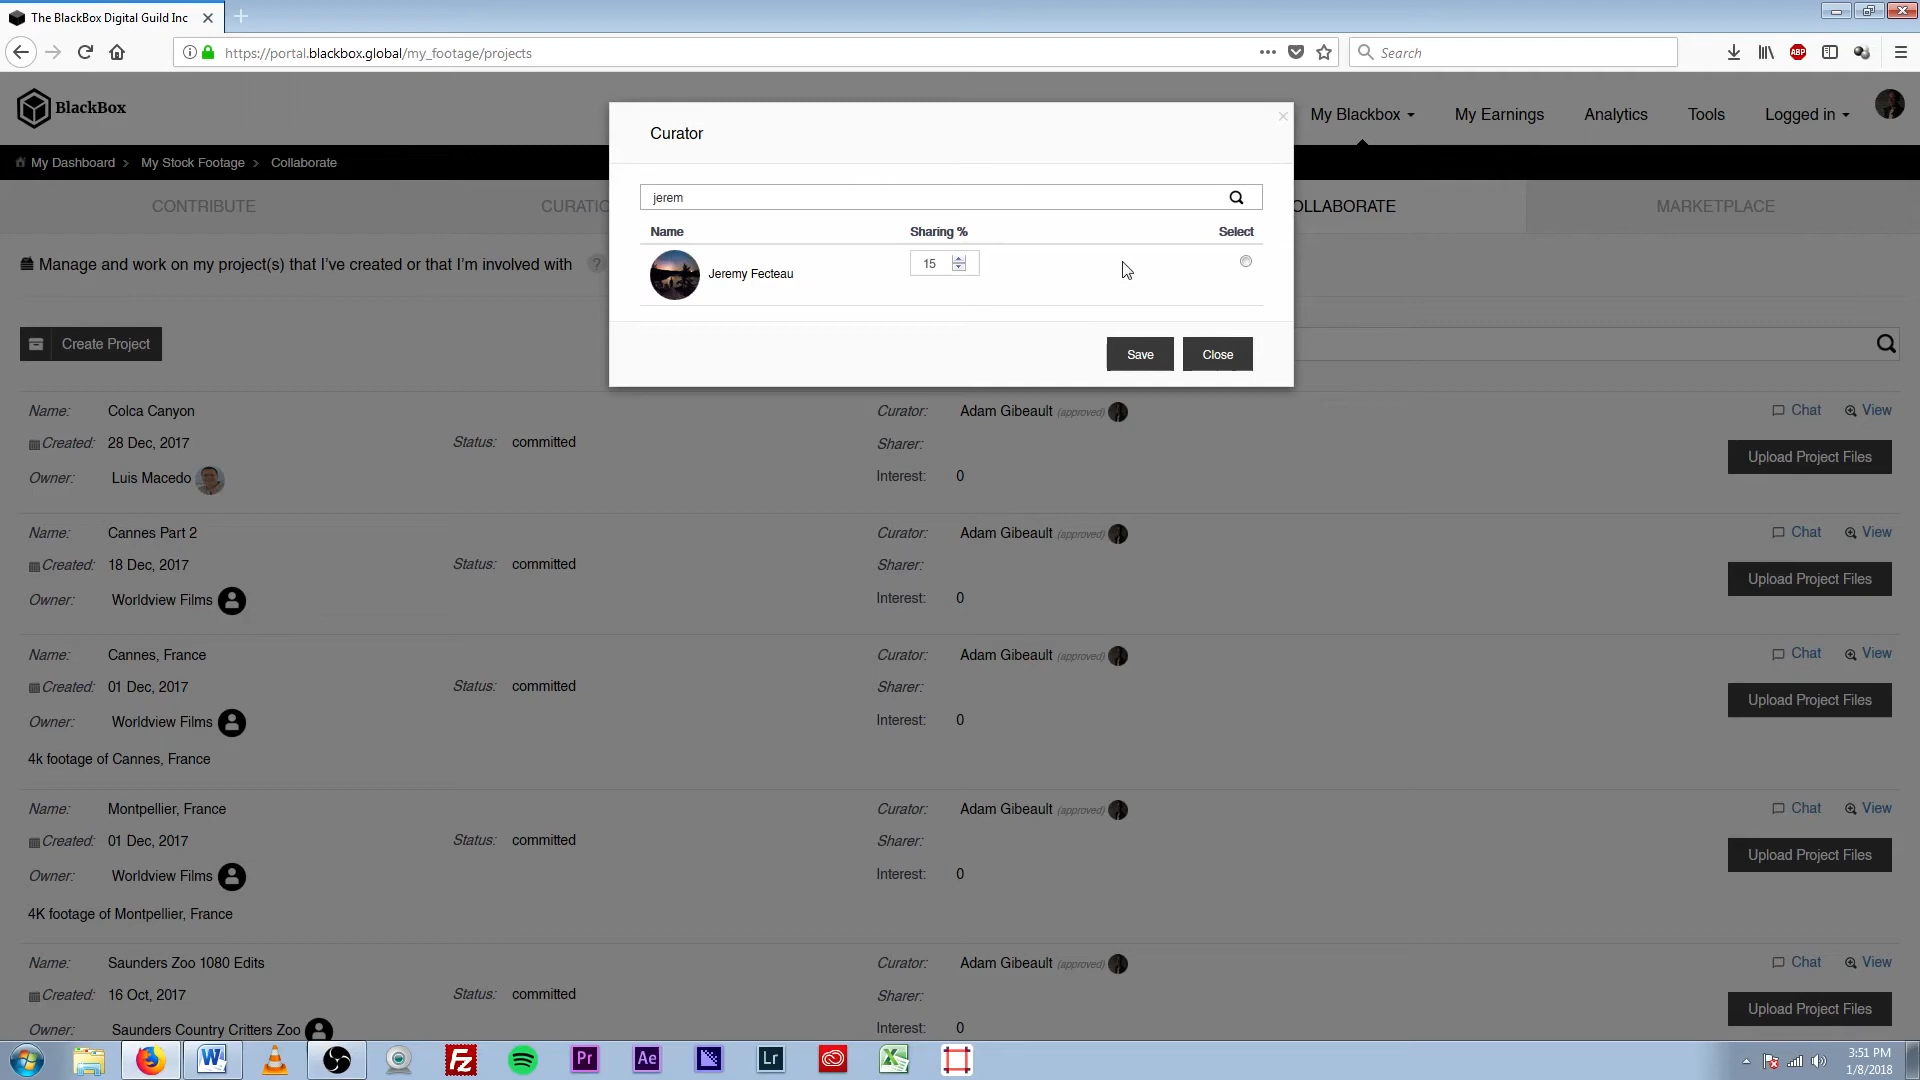 The BlackBox Digital Guild Inc
https://portal.blackbox.global/my_footage/projects
Search
BlackBox
My Blackbox
My Earnings
Analytics
Tools
Logged in
My Dashboard > My Stock Footage > Collaborate
CONTRIBUTE
CURATIO
OLLABORATE
MARKETPLACE
Manage and work on my project(s) that I've created or that I'm involved with ?
Create Project
Curator
jerem
Name Sharing % Select
Jeremy Fecteau 15
Save Close
Name: Colca Canyon Curator: Adam Gibeault (approved) Chat View
Created: 28 Dec, 2017 Status: committed Sharer: Upload Project Files
Owner: Luis Macedo Interest: 0
Name: Cannes Part 2 Curator: Adam Gibeault (approved) Chat View
Created: 18 Dec, 2017 Status: committed Sharer: Upload Project Files
Owner: Worldview Films Interest: 0
Name: Cannes, France Curator: Adam Gibeault (approved) Chat View
Created: 01 Dec, 2017 Status: committed Sharer: Upload Project Files
Owner: Worldview Films Interest: 0
4k footage of Cannes, France
Name: Montpellier, France Curator: Adam Gibeault (approved) Chat View
Created: 01 Dec, 2017 Status: committed Sharer: Upload Project Files
Owner: Worldview Films Interest: 0
4K footage of Montpellier, France
Name: Saunders Zoo 1080 Edits Curator: Adam Gibeault (approved) Chat View
Created: 16 Oct, 2017 Status: committed Sharer: Upload Project Files
Owner: Saunders Country Critters Zoo Interest: 0
W Fz Pr Ae Lr X
3:51 PM
1/8/2018
ABP